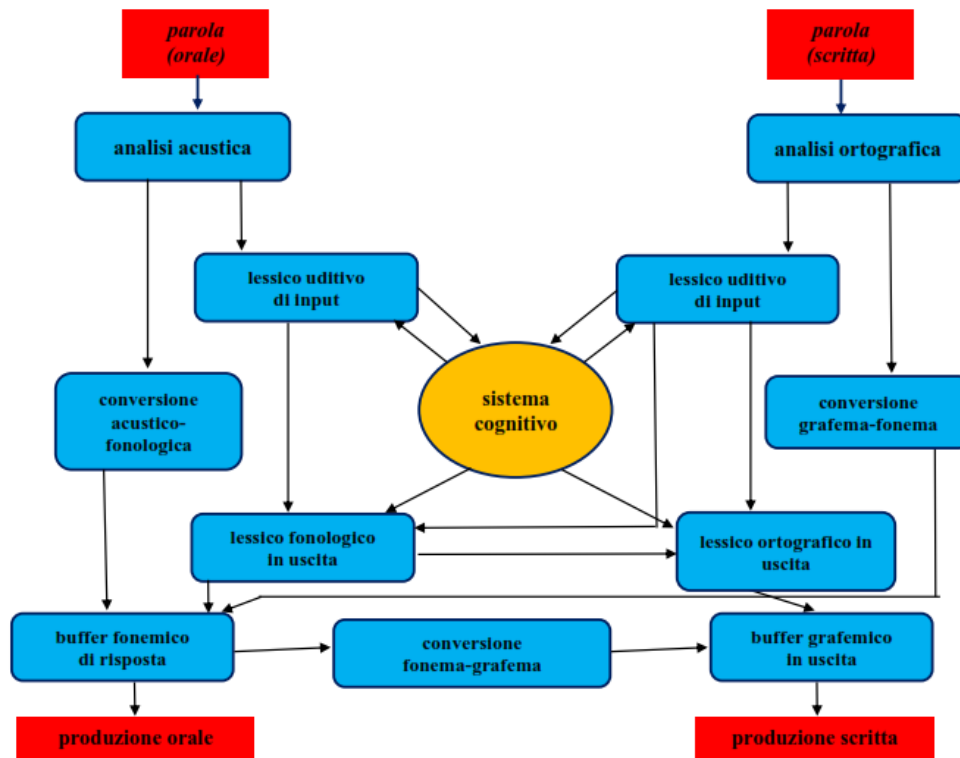 parola
(orale)
parola
(scritta)
analisi acustica
analisi ortografica
lessico uditivo
di input
lessico uditivo
di input
sistema
cognitivo
conversione
acustico-
fonologica
conversione
grafema-fonema
lessico fonologico
in uscita
lessico ortografico in
uscita
buffer fonemico
di risposta
conversione
fonema-grafema
buffer grafemico
in uscita
produzione orale
produzione scritta